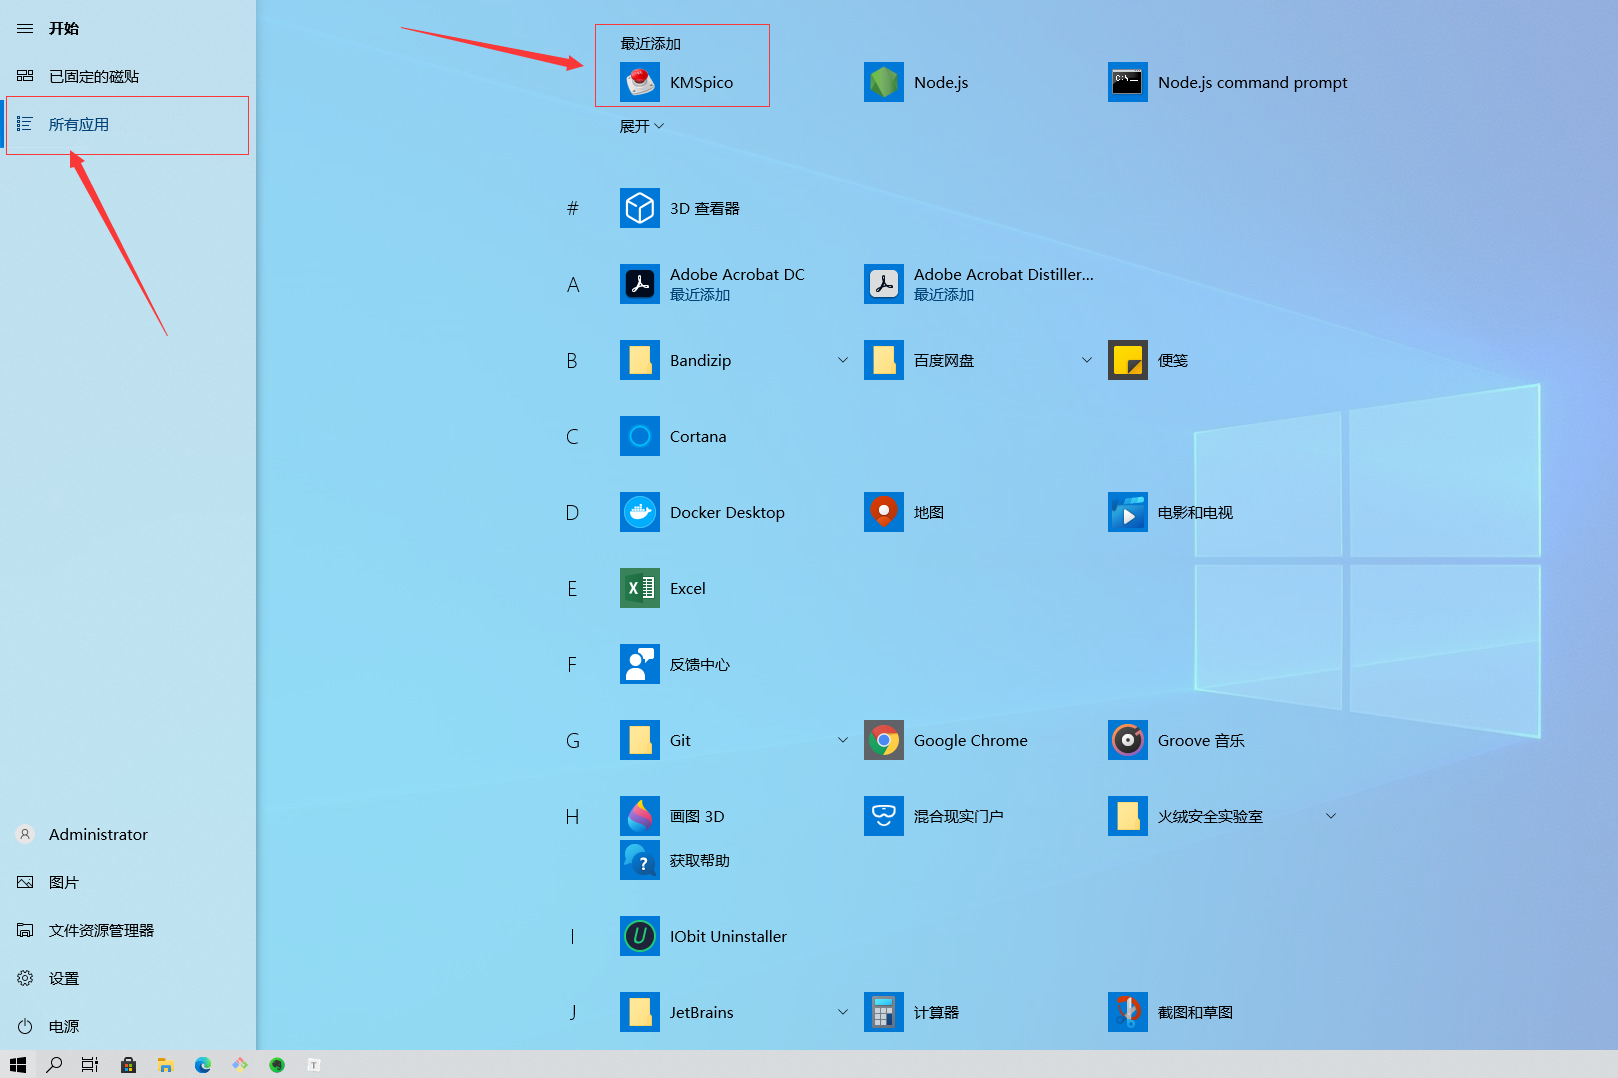 开始
已固定的磁贴
所有应用
最近添加
KMSpico
Node.js
Node.js command prompt
展开
#
3D 查看器
A
Adobe Acrobat DC
最近添加
Adobe Acrobat Distiller...
最近添加
B
Bandizip
百度网盘
便笺
C
Cortana
D
Docker Desktop
地图
电影和电视
E
Excel
F
反馈中心
G
Git
Google Chrome
Groove 音乐
H
画图 3D
混合现实门户
火绒安全实验室
获取帮助
I
IObit Uninstaller
J
JetBrains
计算器
截图和草图
Administrator
图片
文件资源管理器
设置
电源